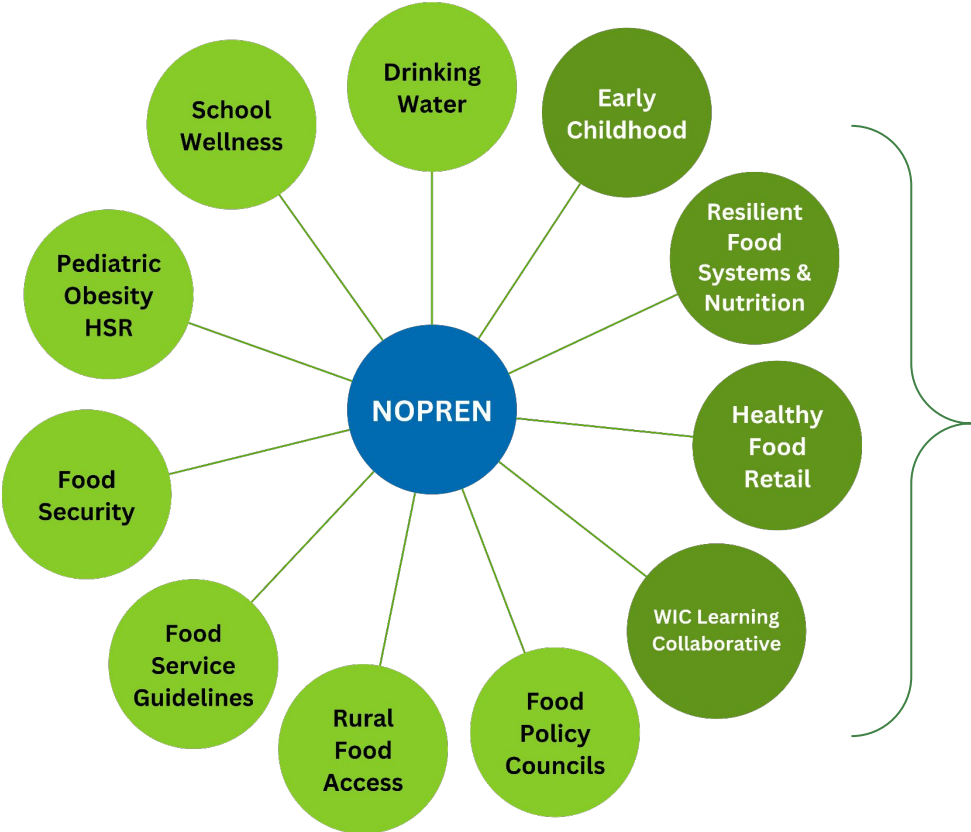 Drinking
Water
Early
Childhood
Resilient
Food
Systems &
Nutrition
Healthy
Food
Retail
WIC Learning
Collaborative
Food
Policy
Councils
Rural
Food
Access
Food
Service
Guidelines
Food
Security
Pediatric
Obesity
HSR
School
Wellness
NOPREN